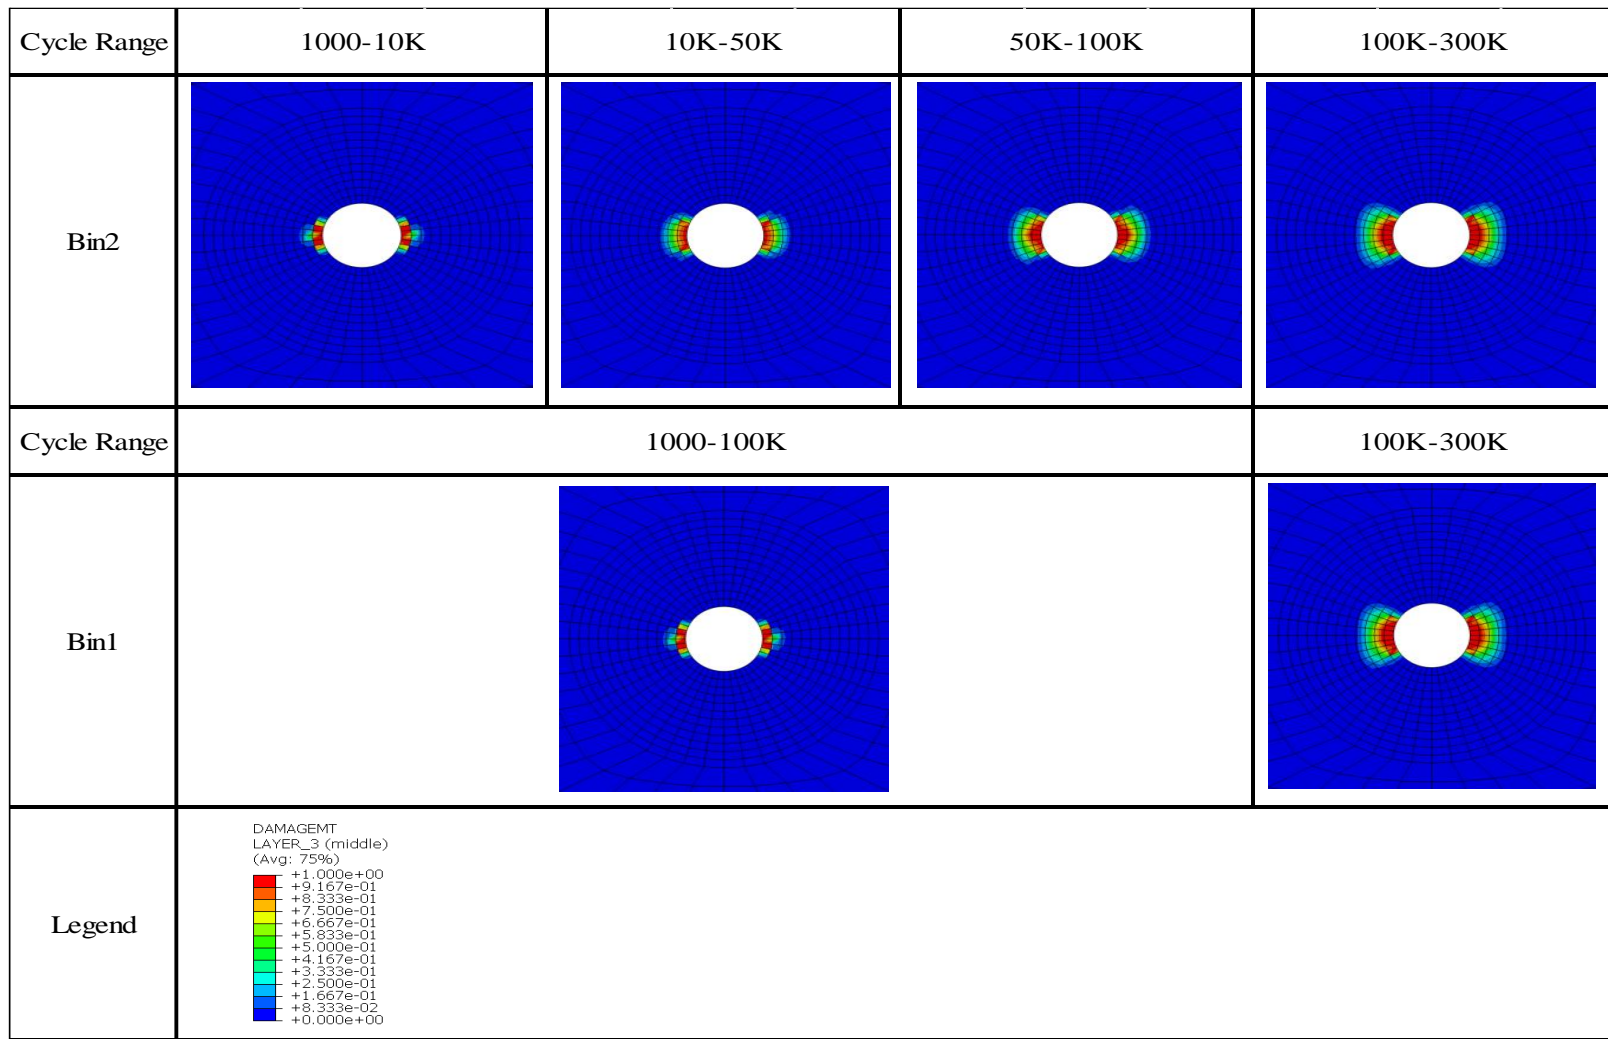 Cycle Range 1000-10K 10K-50K 50K-100K 100K-300K
Bin2
Cycle Range 1000-100K 100K-300K
Bin1
Legend
DAMAGEMT
LAYER_3 (middle)
(Avg: 75%)
+1.000e+00
+9.167e-01
+8.333e-01
+7.500e-01
+6.667e-01
+5.833e-01
+5.000e-01
+4.167e-01
+3.333e-01
+2.500e-01
+1.667e-01
+8.333e-02
+0.000e+00